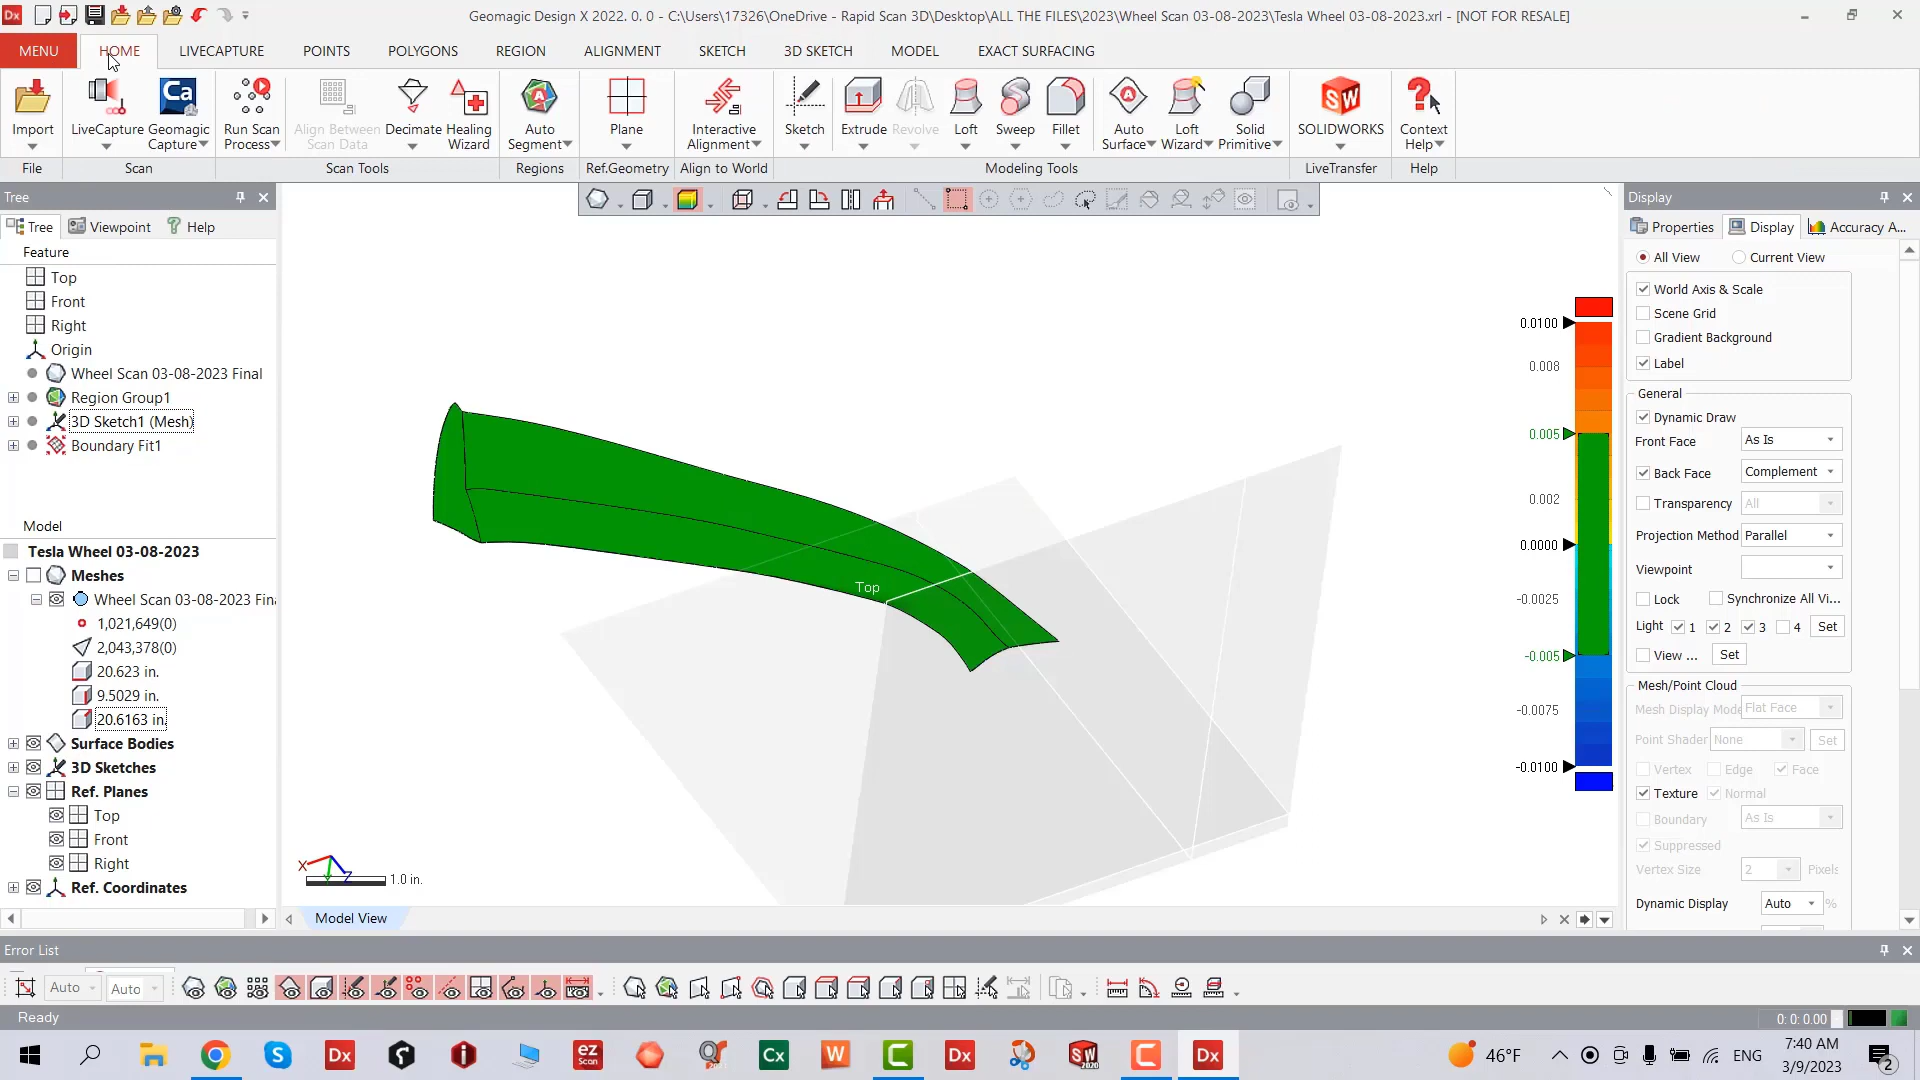 Geomagic Design X 2022. 0. 0 - C:\Users\17326\OneDrive - Rapid Scan 3D\Desktop\ALL THE FILES\2023\Wheel Scan 03-08-2023\Tesla Wheel 03-08-2023.xrl - [NOT FOR RESALE]
MENU HOME LIVECAPTURE POINTS POLYGONS REGION ALIGNMENT SKETCH 3D SKETCH MODEL EXACT SURFACING
Import LiveCapture Geomagic Capture Run Scan Process Align Between Scan Data Decimate Healing Wizard Auto Segment Plane Interactive Alignment Sketch Extrude Revolve Loft Sweep Fillet Auto Surface Loft Wizard Solid Primitive SOLIDWORKS Context Help
File Scan Scan Tools Regions Ref.Geometry Align to World Modeling Tools LiveTransfer Help
Tree
Tree Viewpoint Help
Feature
Top
Front
Right
Origin
Wheel Scan 03-08-2023 Final
Region Group1
3D Sketch1 (Mesh)
Boundary Fit1
Model
Tesla Wheel 03-08-2023
Meshes
Wheel Scan 03-08-2023 Fina
1,021,649(0)
2,043,378(0)
20.623 in.
9.5029 in.
20.6163 in.
Surface Bodies
3D Sketches
Ref. Planes
Top
Front
Right
Ref. Coordinates
Top
X
Z
1.0 in.
0.0100
0.008
0.005
0.002
0.0000
-0.0025
-0.005
-0.0075
-0.0100
Model View
Display
Properties Display Accuracy A...
All View Current View
World Axis & Scale
Scene Grid
Gradient Background
Label
General
Dynamic Draw
Front Face As Is
Back Face Complement
Transparency All
Projection Method Parallel
Viewpoint
Lock Synchronize All Vi...
Light 1 2 3 4 Set
View ... Set
Mesh/Point Cloud
Mesh Display Mode Flat Face
Point Shader None Set
Vertex Edge Face
Texture Normal
Boundary As Is
Suppressed
Vertex Size 2 Pixels
Dynamic Display Auto %
Error List
Auto Auto
Ready
0: 0: 0.00
46°F
ENG
7:40 AM
3/9/2023
2